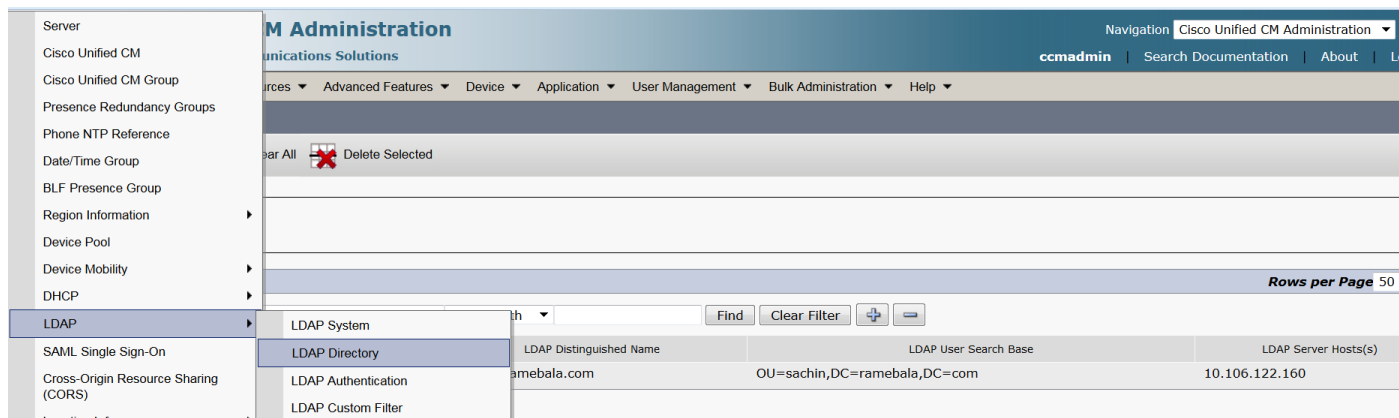 Server
Cisco Unified CM
Cisco Unified CM Group
Presence Redundancy Groups
Phone NTP Reference
Date/Time Group
BLF Presence Group
Region Information
Device Pool
Device Mobility
DHCP
LDAP
SAML Single Sign-On
Cross-Origin Resource Sharing
(CORS)
LDAP System
LDAP Directory
LDAP Authentication
LDAP Custom Filter
M Administration
unications Solutions
Navigation Cisco Unified CM Administration
ccmadmin | Search Documentation | About |
urces Advanced Features Device Application User Management Bulk Administration Help
ear All Delete Selected
Rows per Page 50
th Find Clear Filter
LDAP Distinguished Name LDAP User Search Base LDAP Server Hosts(s)
amebala.com OU=sachin,DC=ramebala,DC=com 10.106.122.160